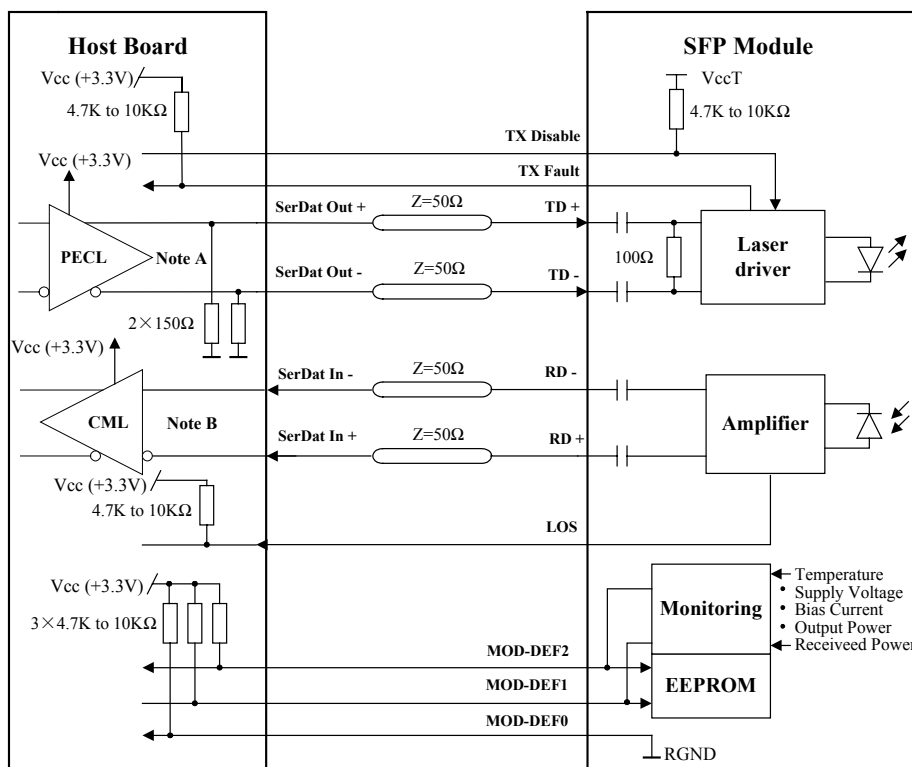 Host Board
SFP Module
Vcc (+3.3V)
4.7K to 10KΩ
VccT
4.7K to 10KΩ
TX Disable
TX Fault
Vcc (+3.3V)
SerDat Out +
Z=50Ω
TD +
PECL
Note A
100Ω
Laser
driver
SerDat Out -
Z=50Ω
TD -
2×150Ω
Vcc (+3.3V)
SerDat In -
Z=50Ω
RD -
CML
Note B
Amplifier
SerDat In +
Z=50Ω
RD +
Vcc (+3.3V)
4.7K to 10KΩ
LOS
Vcc (+3.3V)
3×4.7K to 10KΩ
Monitoring
Temperature
• Supply Voltage
• Bias Current
• Output Power
Receiveed Power
MOD-DEF2
EEPROM
MOD-DEF1
MOD-DEF0
RGND